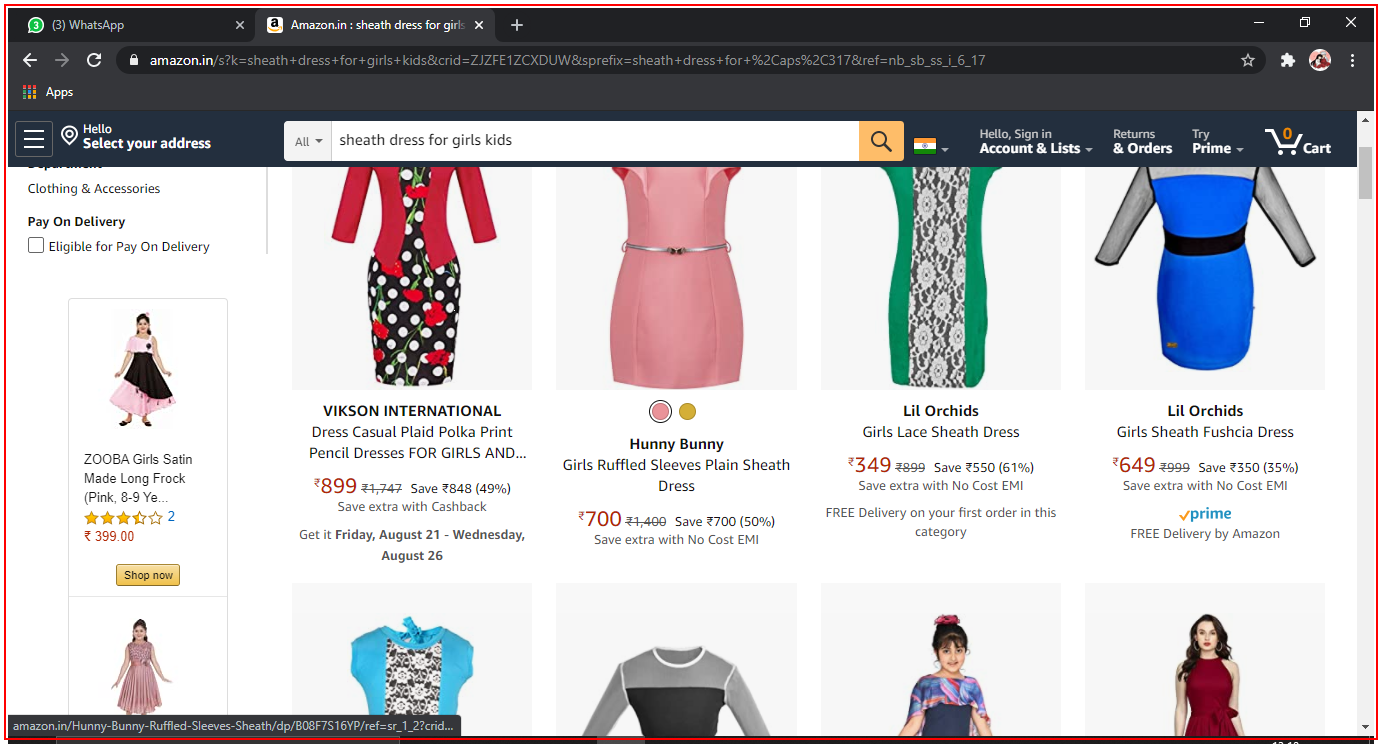 3
(3) WhatsApp
Amazon.in : sheath dress for girls
amazon.in/s?k=sheath+dress+for+girls+kids&crid=ZJZFE1ZCXDUW&sprefix=sheath+dress+for+%2Caps%2C317&ref=nb_sb_ss_i_6_17
Apps
Hello
Select your address
All
sheath dress for girls kids
Hello, Sign in
Account & Lists
Returns
& Orders
Try
Prime
0
Cart
Department
Clothing & Accessories
Pay On Delivery
Eligible for Pay On Delivery
ZOOBA Girls Satin
Made Long Frock
(Pink, 8-9 Ye...
2
₹ 399.00
Shop now
VIKSON INTERNATIONAL
Dress Casual Plaid Polka Print
Pencil Dresses FOR GIRLS AND...
₹899 ₹1,747 Save ₹848 (49%)
Save extra with Cashback
Get it Friday, August 21 - Wednesday,
August 26
Hunny Bunny
Girls Ruffled Sleeves Plain Sheath
Dress
₹700 ₹1,400 Save ₹700 (50%)
Save extra with No Cost EMI
Lil Orchids
Girls Lace Sheath Dress
₹349 ₹899 Save ₹550 (61%)
Save extra with No Cost EMI
FREE Delivery on your first order in this
category
Lil Orchids
Girls Sheath Fushcia Dress
₹649 ₹999 Save ₹350 (35%)
Save extra with No Cost EMI
prime
FREE Delivery by Amazon
amazon.in/Hunny-Bunny-Ruffled-Sleeves-Sheath/dp/B08F7S16YP/ref=sr_1_2?crid...